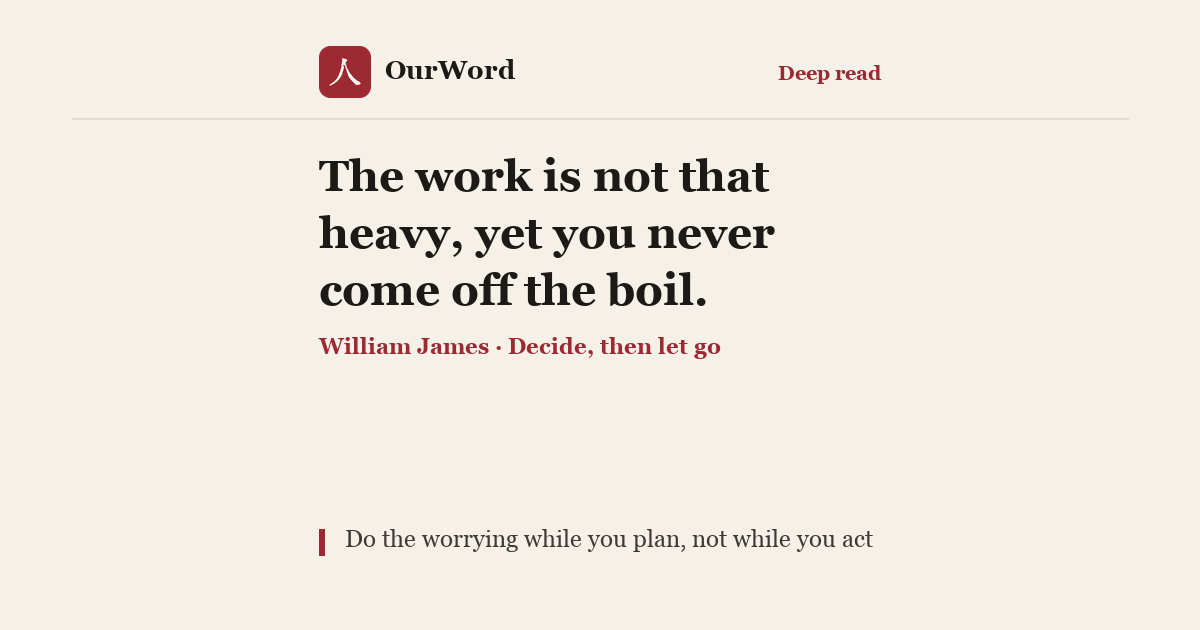 人 OurWord
Deep read
The work is not that
heavy, yet you never
come off the boil.
William James · Decide, then let go
Do the worrying while you plan, not while you act